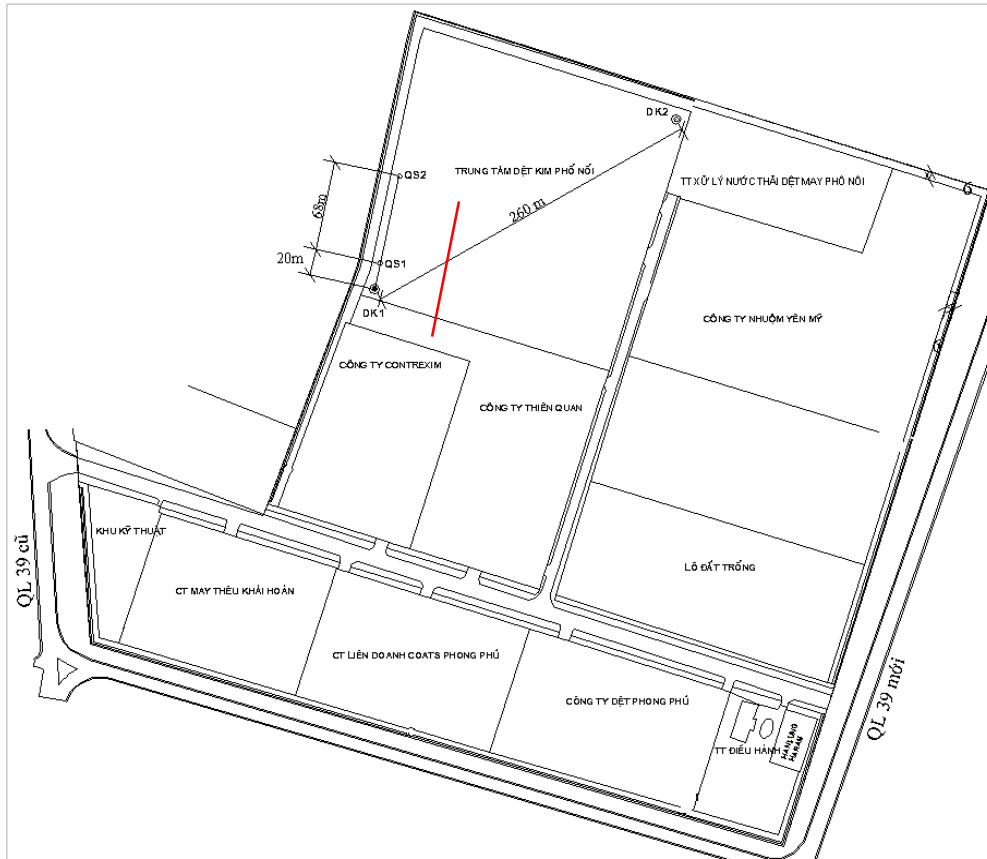 DK2
TRUNG TÂM DỆT KIM PHỐ NỐI
TT XỬ LÝ NƯỚC THẢI DỆT MAY PHỐ NỐI
6
QS2
260 m
68m
QS1
20m
DK1
CÔNG TY NHUỘM YÊN MỸ
CÔNG TY CONTREXIM
CÔNG TY THIÊN QUAN
KHU KỸ THUẬT
LÔ ĐẤT TRỐNG
QL 39 cũ
CT MAY THÊU KHẢI HOÀN
CT LIÊN DOANH COATS PHONG PHÚ
CÔNG TY DỆT PHONG PHÚ
QL 39 mới
TT ĐIỀU HÀNH